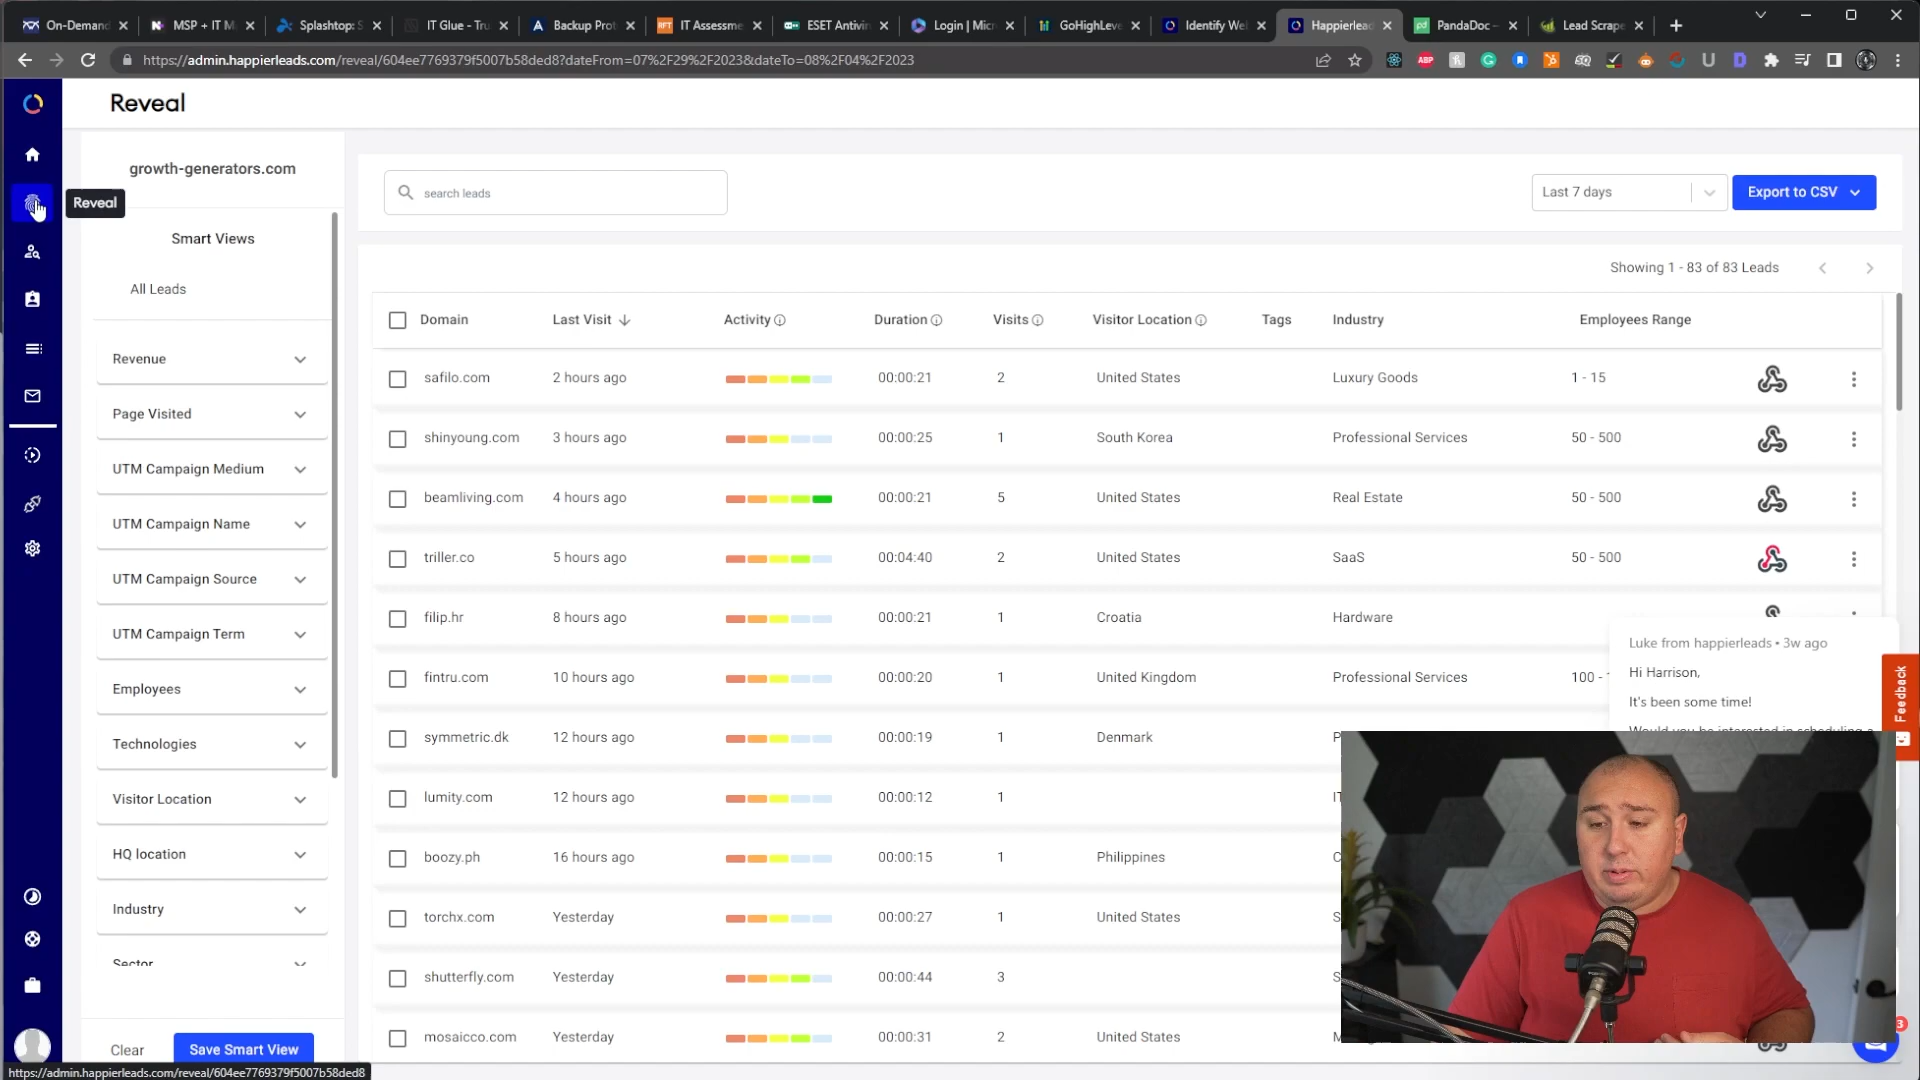 On-Demand
MSP + IT M
Splashtop: S
IT Glue - Tru
Backup Prot
IT Assessme
ESET Antivir
Login | Micr
GoHighLeve
Identify Wel
Happierlead
PandaDoc -
Lead Scrape
https://admin.happierleads.com/reveal/604ee7769379f5007b58ded8?dateFrom=07%2F29%2F2023&dateTo=08%2F04%2F2023
ABP
Reveal
growth-generators.com
Reveal
Smart Views
All Leads
Revenue
Page Visited
UTM Campaign Medium
UTM Campaign Name
UTM Campaign Source
UTM Campaign Term
Employees
Technologies
Visitor Location
HQ location
Industry
Sector
Clear
Save Smart View
search leads
Last 7 days
Export to CSV
Showing 1 - 83 of 83 Leads
Domain Last Visit Activity Duration Visits Visitor Location Tags Industry Employees Range
safilo.com 2 hours ago 00:00:21 2 United States Luxury Goods 1 - 15
shinyoung.com 3 hours ago 00:00:25 1 South Korea Professional Services 50 - 500
beamliving.com 4 hours ago 00:00:21 5 United States Real Estate 50 - 500
triller.co 5 hours ago 00:04:40 2 United States SaaS 50 - 500
filip.hr 8 hours ago 00:00:21 1 Croatia Hardware
fintru.com 10 hours ago 00:00:20 1 United Kingdom Professional Services 100 -
symmetric.dk 12 hours ago 00:00:19 1 Denmark P
lumity.com 12 hours ago 00:00:12 1 IT
boozy.ph 16 hours ago 00:00:15 1 Philippines C
torchx.com Yesterday 00:00:27 1 United States S
shutterfly.com Yesterday 00:00:44 3 S
mosaicco.com Yesterday 00:00:31 2 United States M
Luke from happierleads • 3w ago
Hi Harrison,
It's been some time!
Would you be interested in scheduling a
Feedback
3
https://admin.happierleads.com/reveal/604ee7769379f5007b58ded8